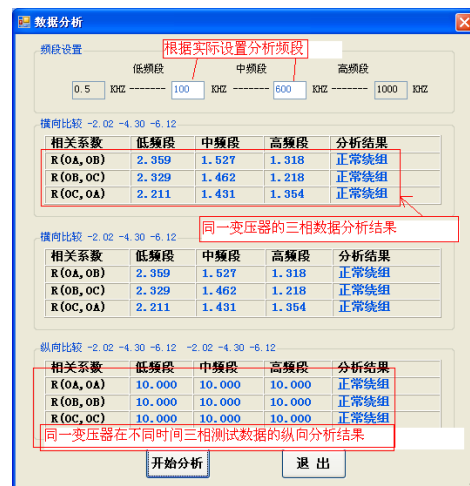 数据分析
频段设置
根据实际设置分析频段
低频段 中频段 高频段
0.5 KHZ ------- 100 KHZ ------- 600 KHZ ------- 1000 KHZ
横向比较 -2.02 -4.30 -6.12
相关系数 低频段 中频段 高频段 分析结果
R(OA,OB) 2.359 1.527 1.318 正常绕组
R(OB,OC) 2.329 1.462 1.218 正常绕组
R(OC,OA) 2.211 1.431 1.354 正常绕组
同一变压器的三相数据分析结果
横向比较 -2.02 -4.30 -6.12
相关系数 低频段 中频段 高频段 分析结果
R(OA,OB) 2.359 1.527 1.318 正常绕组
R(OB,OC) 2.329 1.462 1.218 正常绕组
R(OC,OA) 2.211 1.431 1.354 正常绕组
纵向比较 -2.02 -4.30 -6.12 -2.02 -4.30 -6.12
相关系数 低频段 中频段 高频段 分析结果
R(OA,OA) 10.000 10.000 10.000 正常绕组
R(OB,OB) 10.000 10.000 10.000 正常绕组
R(OC,OC) 10.000 10.000 10.000 正常绕组
同一变压器在不同时间三相测试数据的纵向分析结果
开始分析 退 出